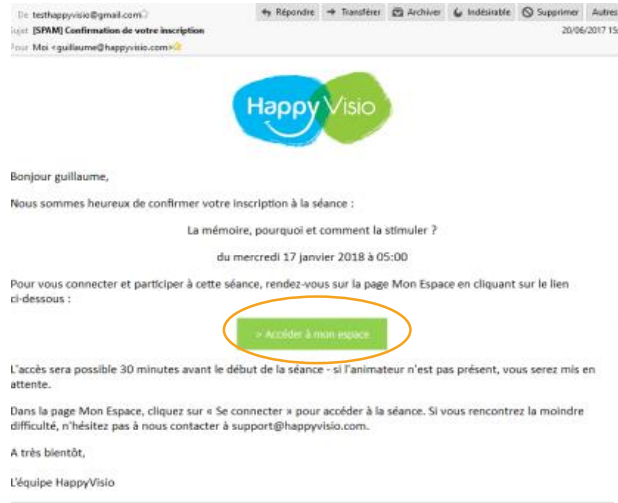 De testhappyvisio@gmail.com
Répondre Transférer Archiver Indésirable Supprimer Autres
Sujet [SPAM] Confirmation de votre inscription
20/06/2017 15
Pour Moi <guillaume@happyvisio.com>
Happy Visio
Bonjour guillaume,
Nous sommes heureux de confirmer votre inscription à la séance :
La mémoire, pourquoi et comment la stimuler ?
du mercredi 17 janvier 2018 à 05:00
Pour vous connecter et participer à cette séance, rendez-vous sur la page Mon Espace en cliquant sur le lien
ci-dessous :
> Accéder à mon espace
L'accès sera possible 30 minutes avant le début de la séance - si l'animateur n'est pas présent, vous serez mis en
attente.
Dans la page Mon Espace, cliquez sur « Se connecter » pour accéder à la séance. Si vous rencontrez la moindre
difficulté, n'hésitez pas à nous contacter à support@happyvisio.com.
A très bientôt,
L'équipe HappyVisio